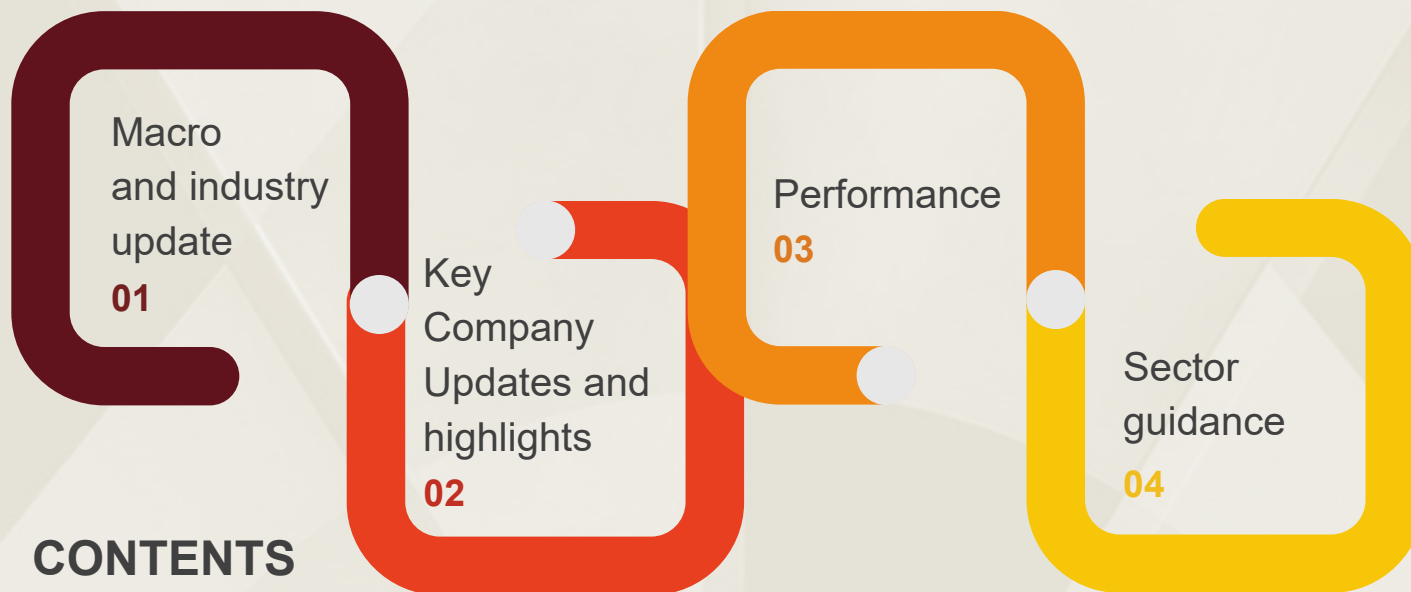 Macro
and industry
update
01
Key
Company
Updates and
highlights
02
Performance
03
Sector
guidance
04
CONTENTS